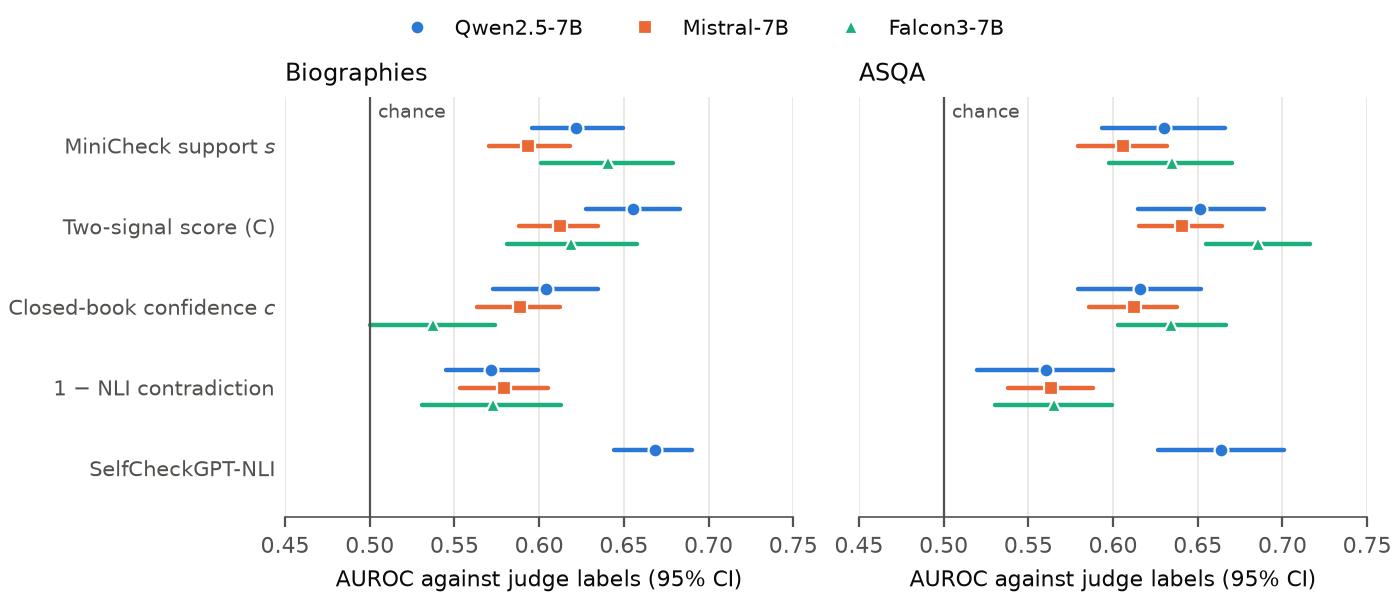 Qwen2.5-7B Mistral-7B Falcon3-7B
Biographies ASQA
chance chance
MiniCheck support s
Two-signal score (C)
Closed-book confidence c
1 − NLI contradiction
SelfCheckGPT-NLI
0.45 0.50 0.55 0.60 0.65 0.70 0.75 0.45 0.50 0.55 0.60 0.65 0.70 0.75
AUROC against judge labels (95% CI) AUROC against judge labels (95% CI)